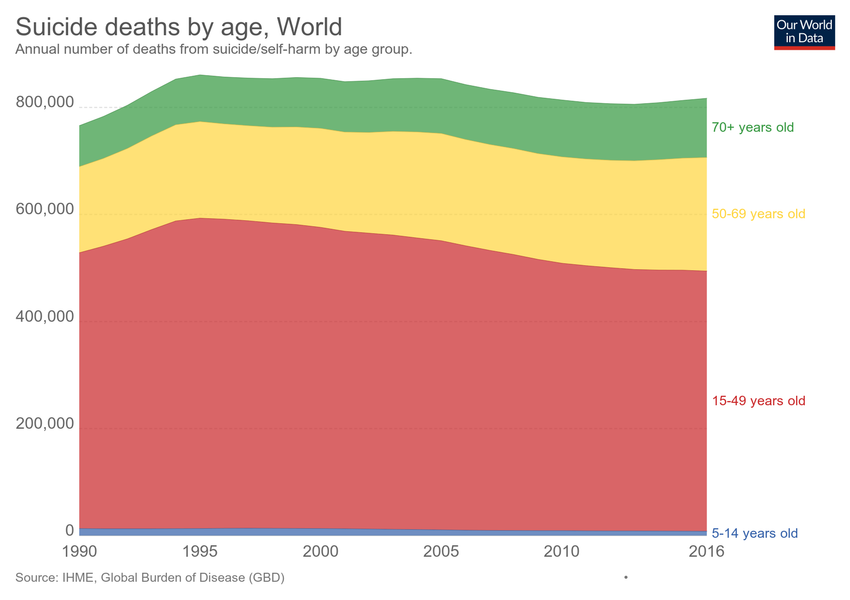 Suicide deaths by age, World
Annual number of deaths from suicide/self-harm by age group.
Our World
in Data
800,000
600,000
400,000
200,000
0
70+ years old
50-69 years old
15-49 years old
5-14 years old
1990
1995
2000
2005
2010
2016
Source: IHME, Global Burden of Disease (GBD)